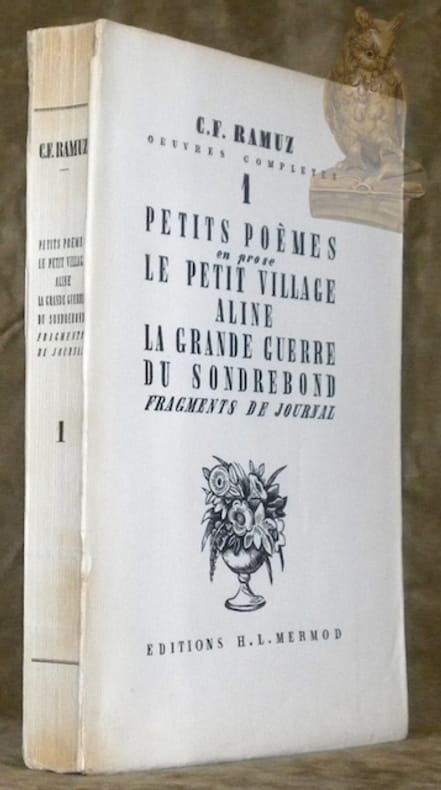 C.F. RAMUZ
PETITS POÈMES
LE PETIT VILLAGE
ALINE
LA GRANDE GUERRE
DU SONDREBOND
FRAGMENTS
DE JOURNAL
1
C.F. RAMUZ
OEUVRES COMPLETES
1
PETITS POÈMES
en prose
LE PETIT VILLAGE
ALINE
LA GRANDE GUERRE
DU SONDREBOND
FRAGMENTS DE JOURNAL
EDITIONS H.L.MERMOD